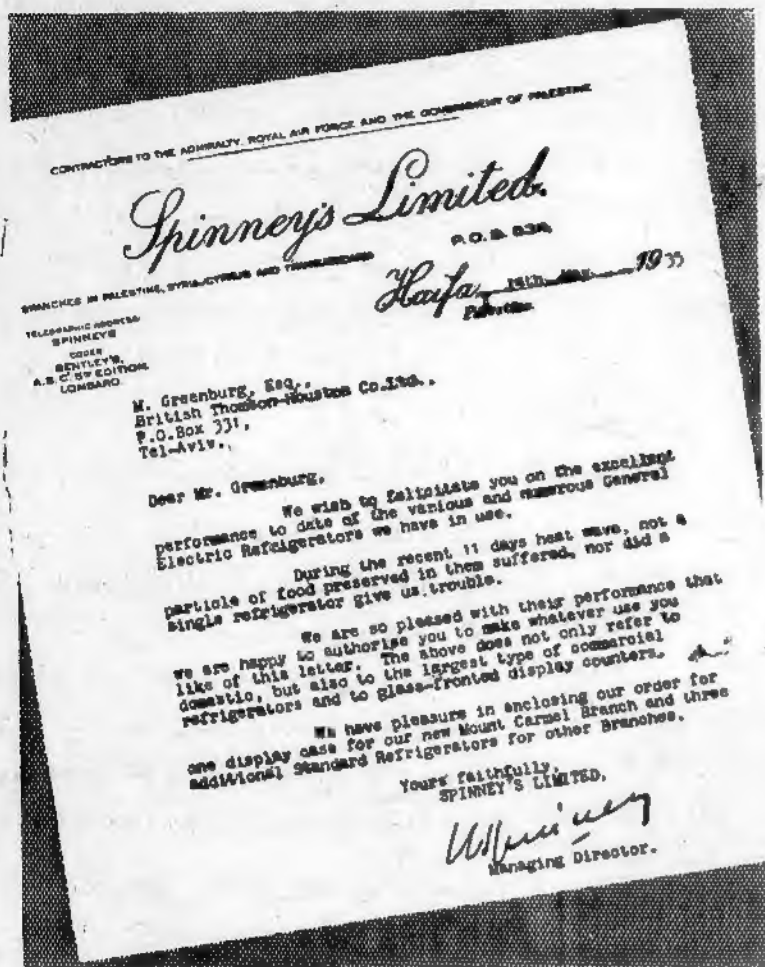 CONTRACTORS TO THE ADMIRALTY, ROYAL AIR FORCE AND THE GOVERNMENT OF PALESTINE
Spinney's Limited.
P.O.B. 538,
BRANCHES IN PALESTINE, SYRIA, CYPRUS AND TRANSJORDAN
Haifa, 14th. May. 1935
Palestine.
TELEGRAPHIC ADDRESS:
SPINNEYS
CODES
BENTLEY'S,
A.B.C. 5TH EDITION,
LOMBARD.
M. Greenburg, Esq.,
British Thomson-Houston Co.Ltd.,
P.O.Box 331,
Tel-Aviv.
Dear Mr. Greenburg,
We wish to felicitate you on the excellent
performance to date of the various and numerous General
Electric Refrigerators we have in use.
During the recent 11 days heat wave, not a
particle of food preserved in them suffered, nor did a
single refrigerator give us trouble.
We are so pleased with their performance that
we are happy to authorise you to make whatever use you
like of this letter. The above does not only refer to
domestic, but also to the largest type of commercial
refrigerators and to glass-fronted display counters.
We have pleasure in enclosing our order for
one display case for our new Mount Carmel Branch and three
additional Standard Refrigerators for other Branches.
Yours faithfully,
SPINNEY'S LIMITED.
Managing Director.